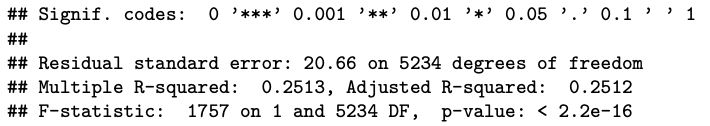 ## Signif. codes:  0 '***' 0.001 '**' 0.01 '*' 0.05 '.' 0.1 ' ' 1
##
## Residual standard error: 20.66 on 5234 degrees of freedom
## Multiple R-squared:  0.2513, Adjusted R-squared:  0.2512
## F-statistic:  1757 on 1 and 5234 DF,  p-value: < 2.2e-16